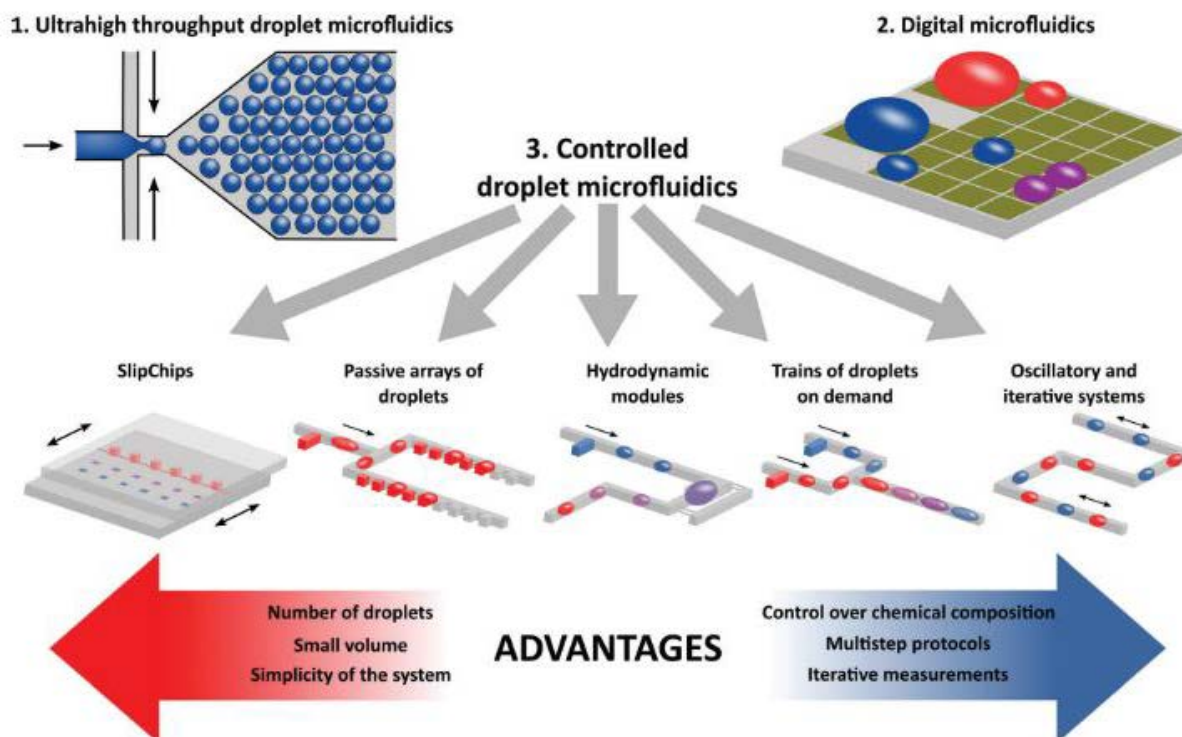 1. Ultrahigh throughput droplet microfluidics
2. Digital microfluidics
3. Controlled
droplet microfluidics
SlipChips
Passive arrays of
droplets
Hydrodynamic
modules
Trains of droplets
on demand
Oscillatory and
iterative systems
Number of droplets
Small volume
Simplicity of the system
ADVANTAGES
Control over chemical composition
Multistep protocols
Iterative measurements